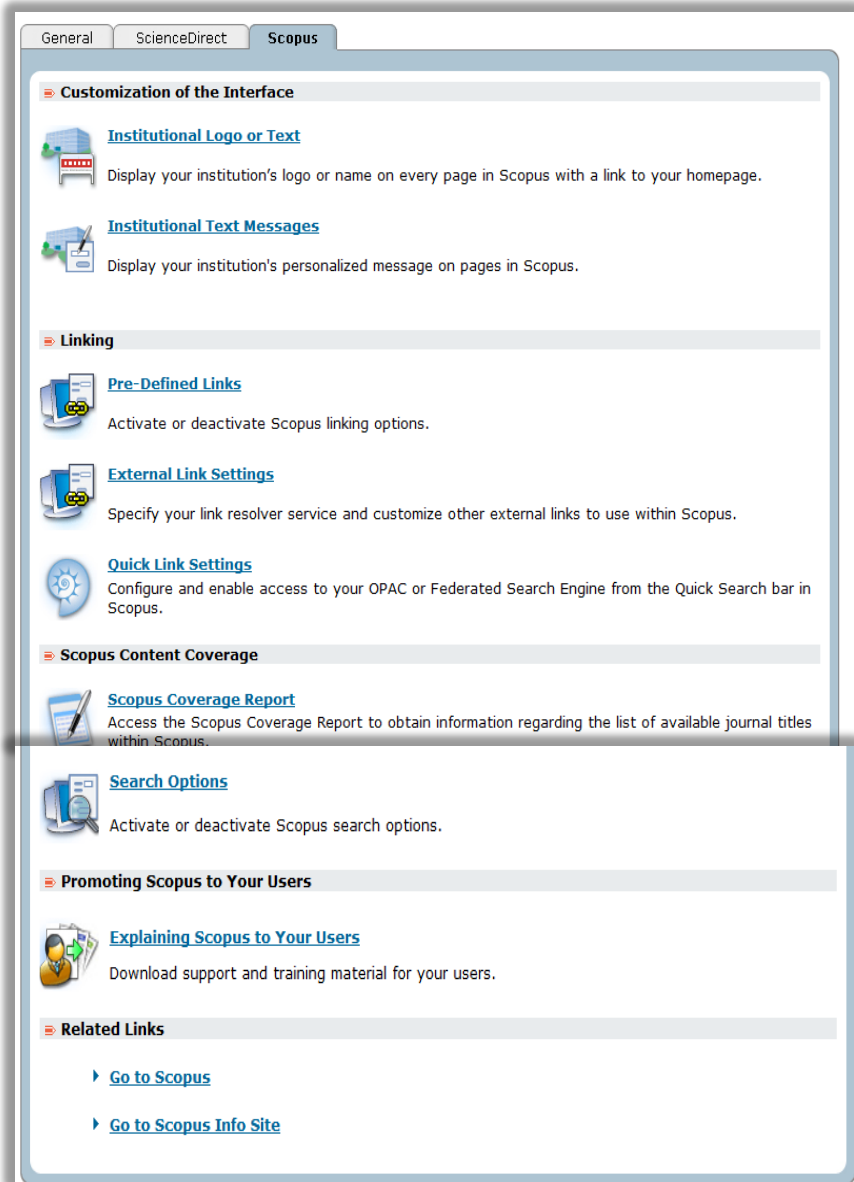 General ScienceDirect Scopus
Customization of the Interface
Institutional Logo or Text
Display your institution’s logo or name on every page in Scopus with a link to your homepage.
Institutional Text Messages
Display your institution's personalized message on pages in Scopus.
Linking
Pre-Defined Links
Activate or deactivate Scopus linking options.
External Link Settings
Specify your link resolver service and customize other external links to use within Scopus.
Quick Link Settings
Configure and enable access to your OPAC or Federated Search Engine from the Quick Search bar in
Scopus.
Scopus Content Coverage
Scopus Coverage Report
Access the Scopus Coverage Report to obtain information regarding the list of available journal titles
within Scopus.
Search Options
Activate or deactivate Scopus search options.
Promoting Scopus to Your Users
Explaining Scopus to Your Users
Download support and training material for your users.
Related Links
Go to Scopus
Go to Scopus Info Site